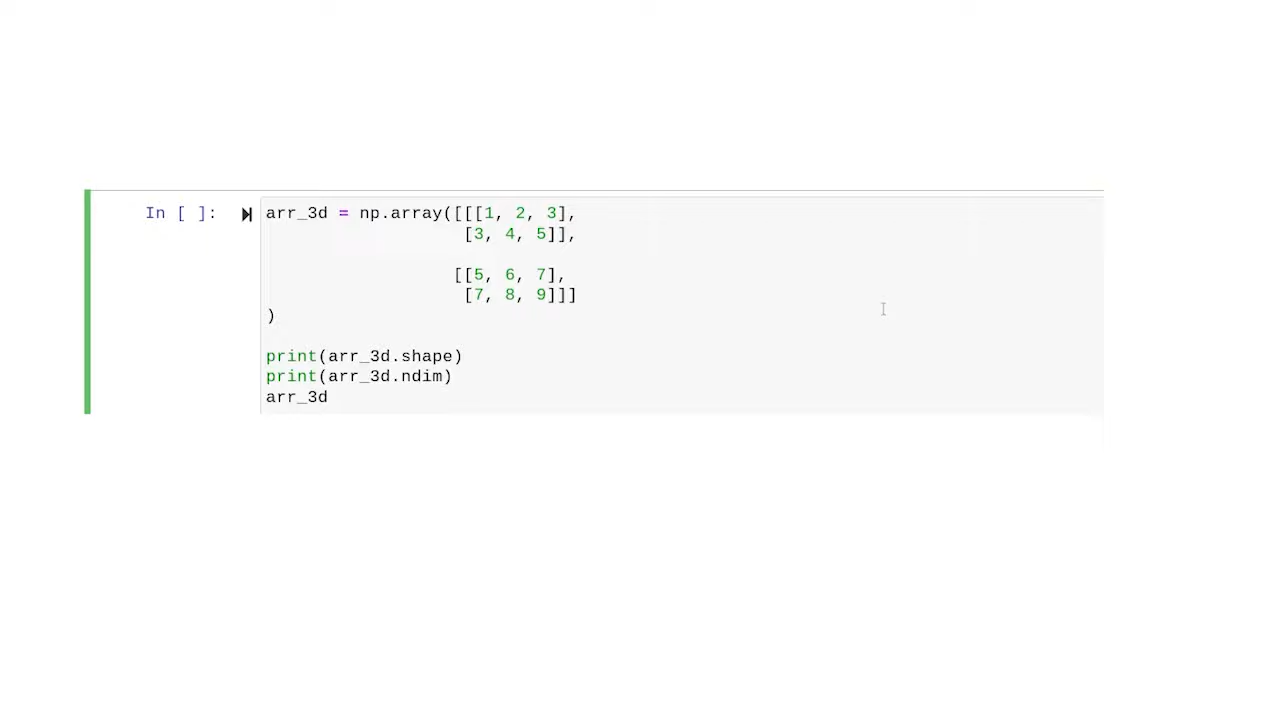 In [ ]: arr_3d = np.array([[[1, 2, 3],
[3, 4, 5]],
[[5, 6, 7],
[7, 8, 9]]]
)
print(arr_3d.shape)
print(arr_3d.ndim)
arr_3d